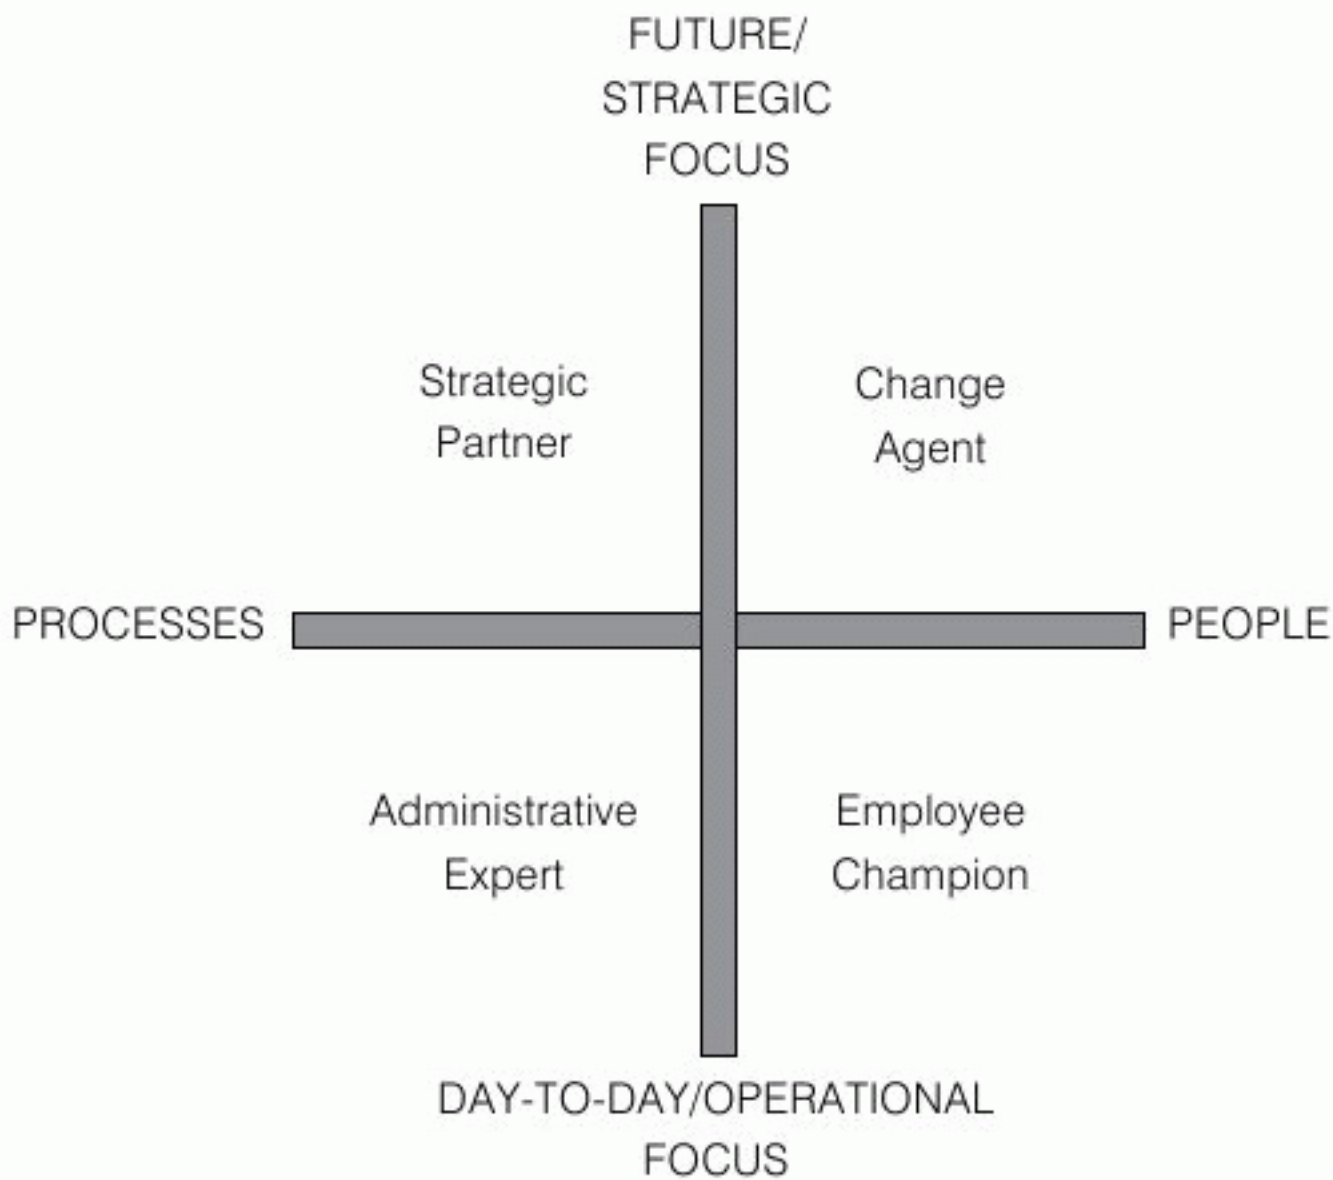 FUTURE/
STRATEGIC
FOCUS
Strategic
Partner
Change
Agent
PROCESSES
PEOPLE
Administrative
Expert
Employee
Champion
DAY-TO-DAY/OPERATIONAL
FOCUS